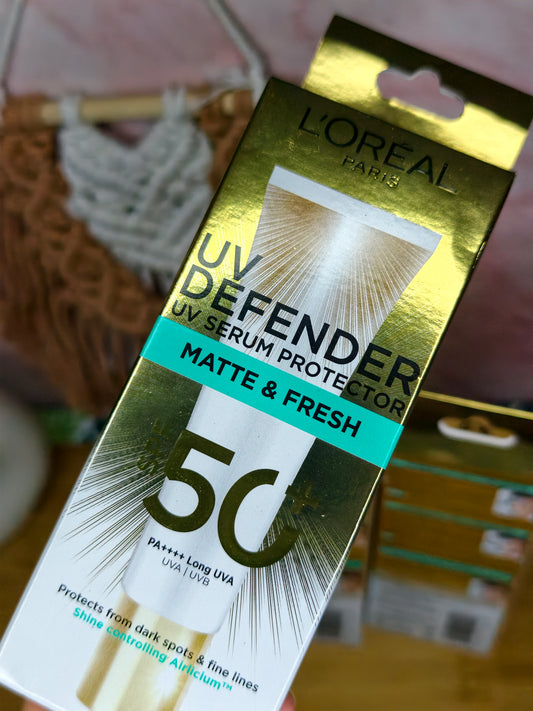 L'ORÉAL
PARIS
UV
DEFENDER
UV SERUM PROTECTOR
MATTE & FRESH
50+
PA++++ Long UVA
UVA | UVB
Protects from dark spots & fine lines
Shine controlling Airlicium™